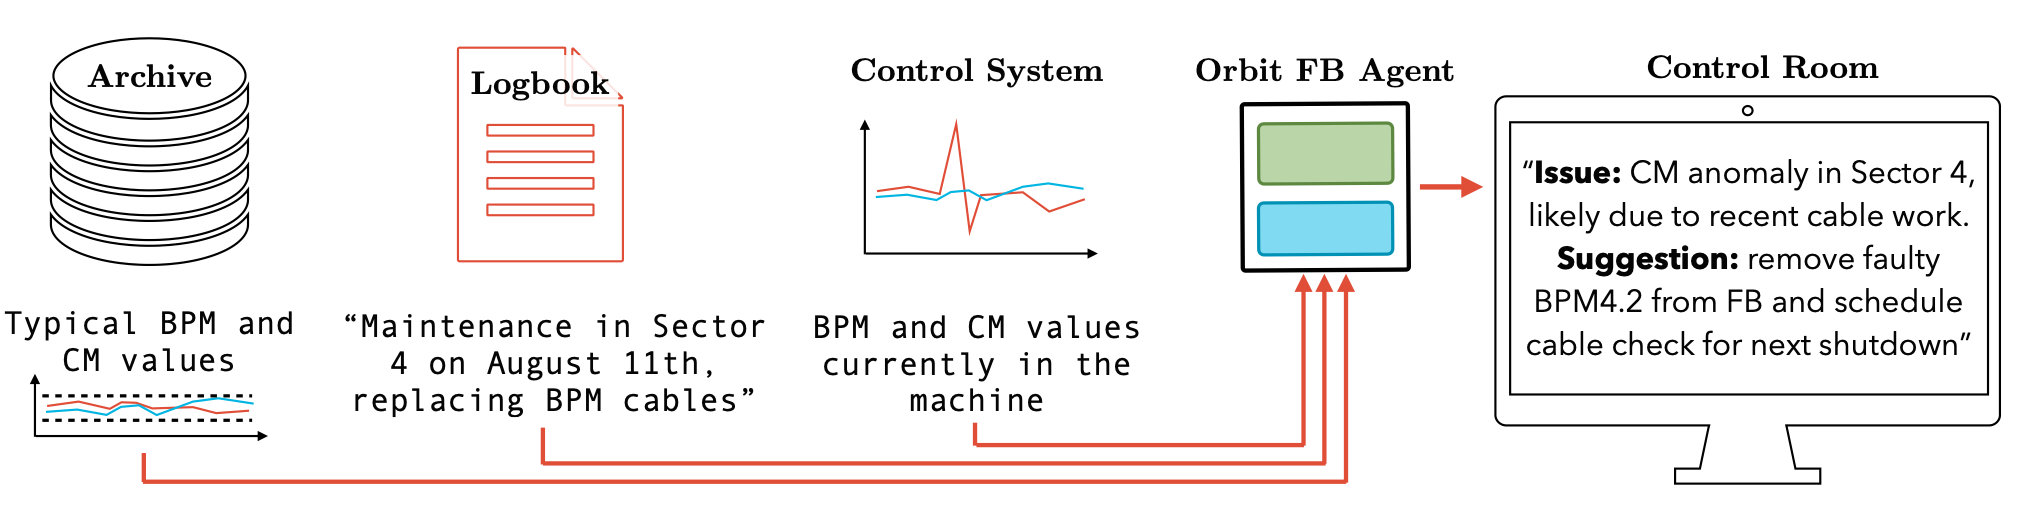 Archive
Typical BPM and
CM values
Logbook
“Maintenance in Sector
4 on August 11th,
replacing BPM cables”
Control System
BPM and CM values
currently in the
machine
Orbit FB Agent
Control Room
“Issue: CM anomaly in Sector 4,
likely due to recent cable work.
Suggestion: remove faulty
BPM4.2 from FB and schedule
cable check for next shutdown”